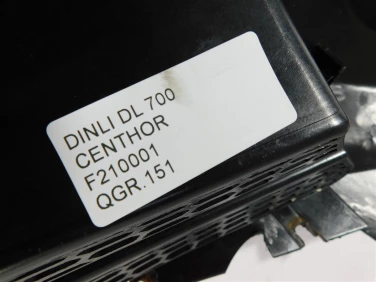 DINLI DL 700
CENTHOR
F210001
QGR.151